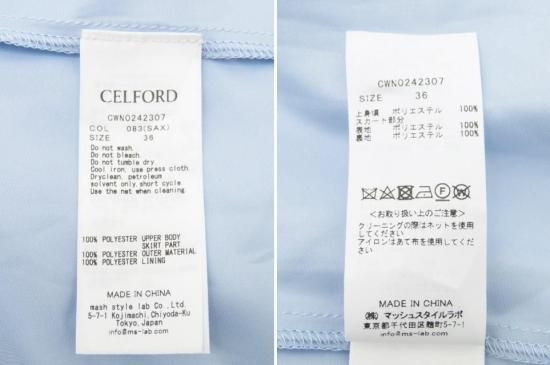 CELFORD
CWNO242307
COL 083(SAX)
SIZE 36
Do not wash.
Do not bleach.
Do not tumble dry
Cool iron, use press cloth.
Dryclean, petroleum
solvent only,short cycle.
Use the net when cleaning.
100% POLYESTER UPPER BODY
SKIRT PART
100% POLYESTER OUTER MATERIAL
100% POLYESTER LINING
MADE IN CHINA
mash style lab Co., Ltd.
5-7-1 Kojimachi, Chiyoda-Ku
Tokyo, Japan
info@ms-lab.com
CWNO242307
SIZE 36
上身頃 ポリエステル 100%
スカート部分
表地 ポリエステル 100%
裏地 ポリエステル 100%
<お取り扱い上のご注意>
クリーニングの際はネットを使用して
ください
アイロンはあて布を使用してください
MADE IN CHINA
(株) マッシュスタイルラボ
東京都千代田区麹町5-7-1
info@ms-lab.com